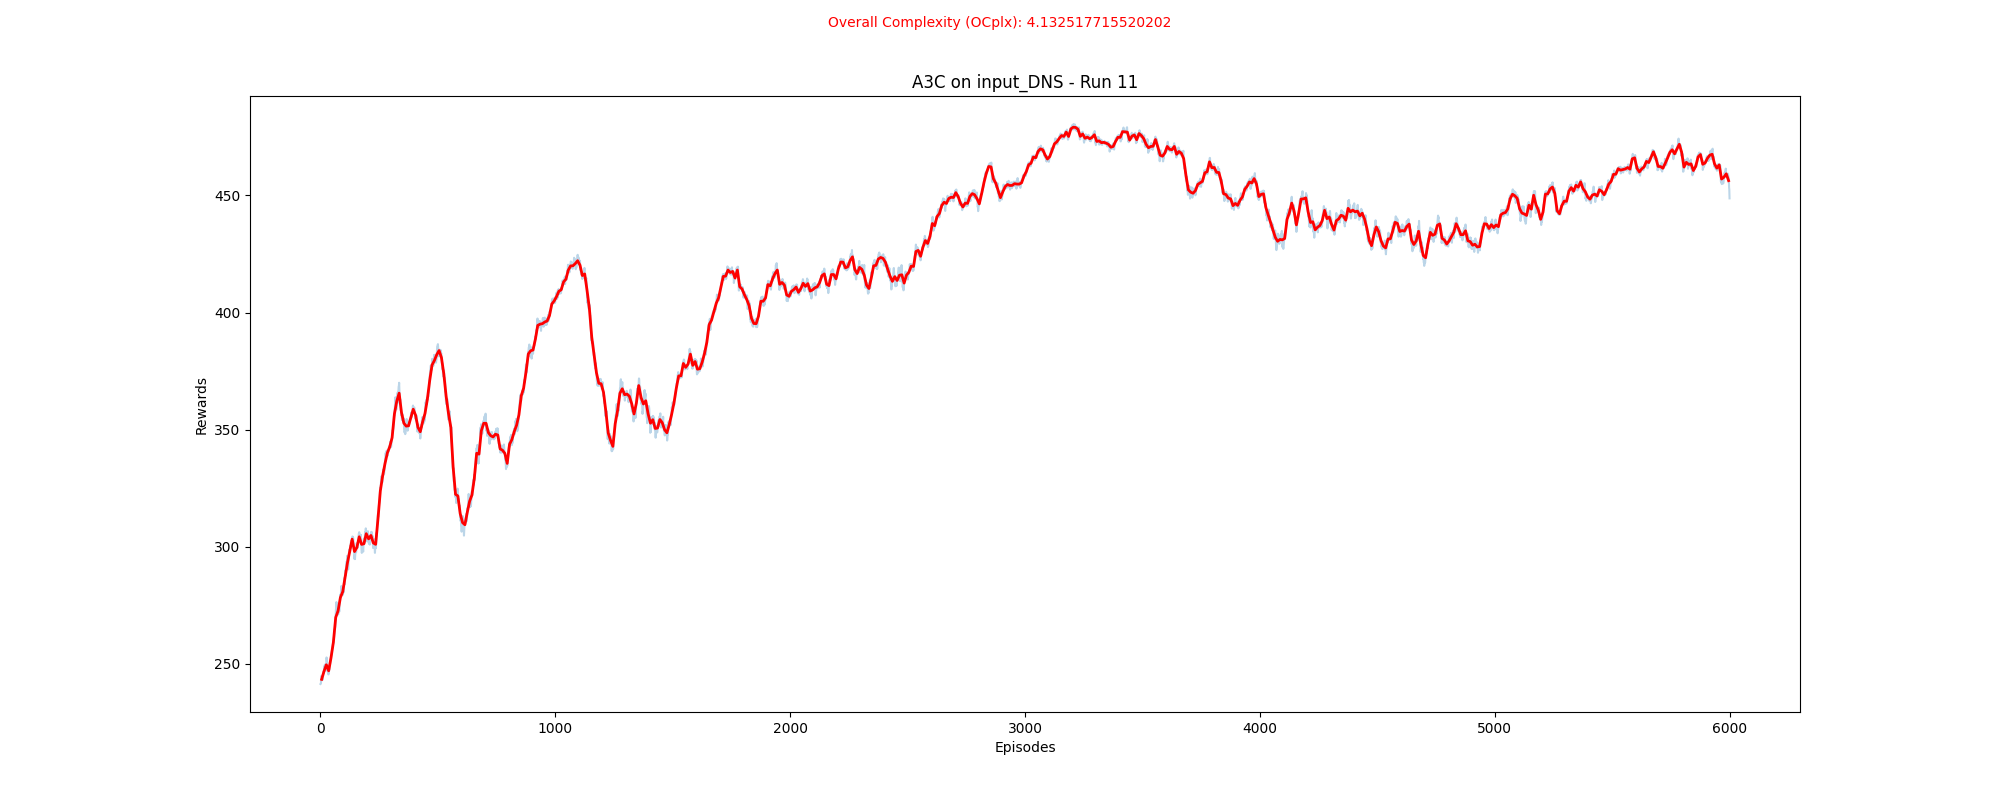 Overall Complexity (OCplx): 4.132517715520202
A3C on input_DNS - Run 11
Rewards
450
400
350
300
250
0 1000 2000 3000 4000 5000 6000
Episodes